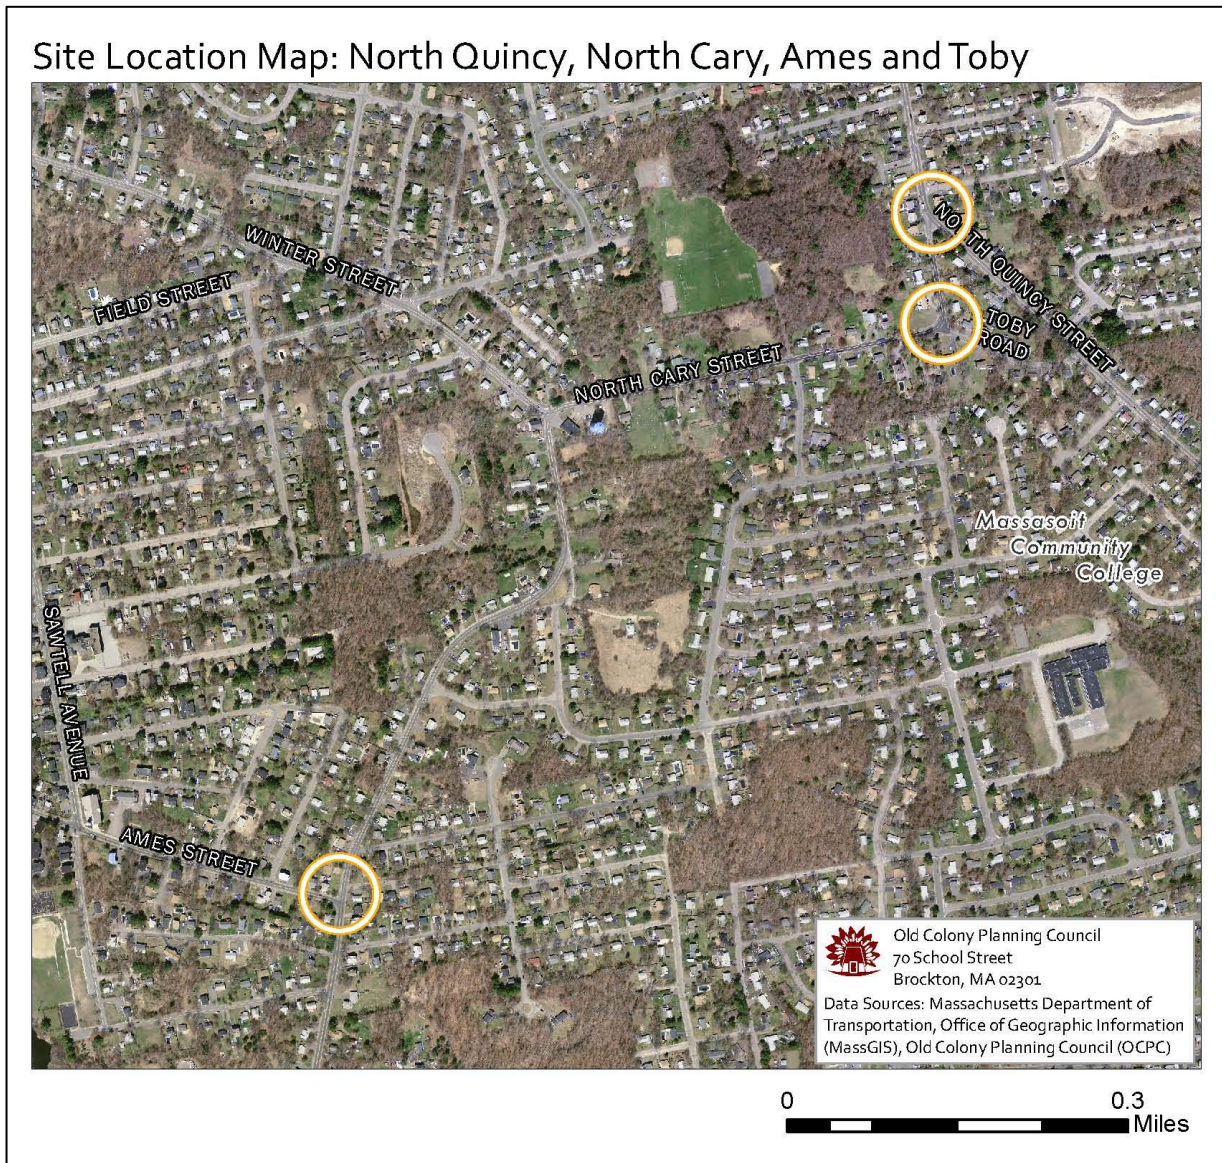 Site Location Map: North Quincy, North Cary, Ames and Toby
WINTER STREET
FIELD STREET
NORTH QUINCY STREET
TOBY
ROAD
NORTH CARY STREET
Massasoit
Community
College
SAWTELL AVENUE
AMES STREET
Old Colony Planning Council
70 School Street
Brockton, MA 02301
Data Sources: Massachusetts Department of
Transportation, Office of Geographic Information
(MassGIS), Old Colony Planning Council (OCPC)
0 0.3
Miles